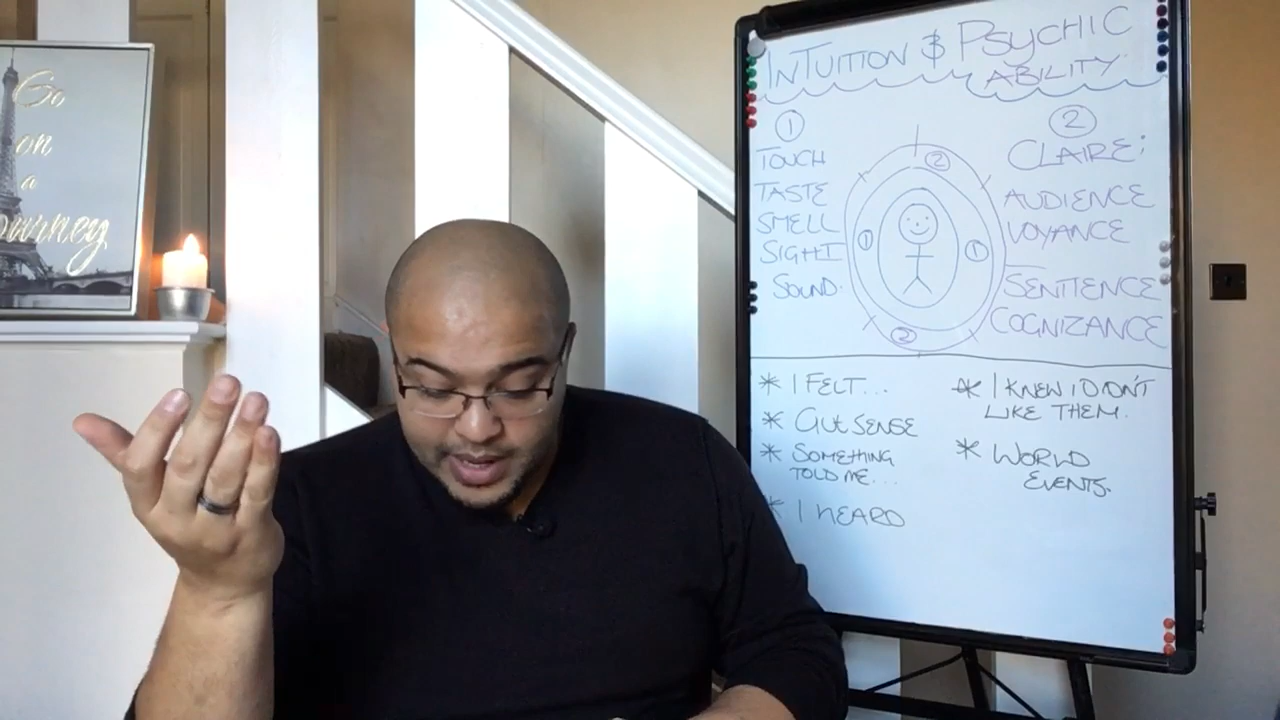 Go
on
a
Journey
INTUITION & PSYCHIC
ABILITY.
1
TOUCH
TASTE
SMELL
SIGHT
SOUND.
2
1
1
2
2
CLAIRE;
AUDIENCE
VOYANCE
SENTIENCE
COGNIZANCE
* I FELT...
* GUT SENSE
* SOMETHING
TOLD ME...
* I HEARD
* I KNEW I DIDN'T
LIKE THEM.
* WORLD
EVENTS.